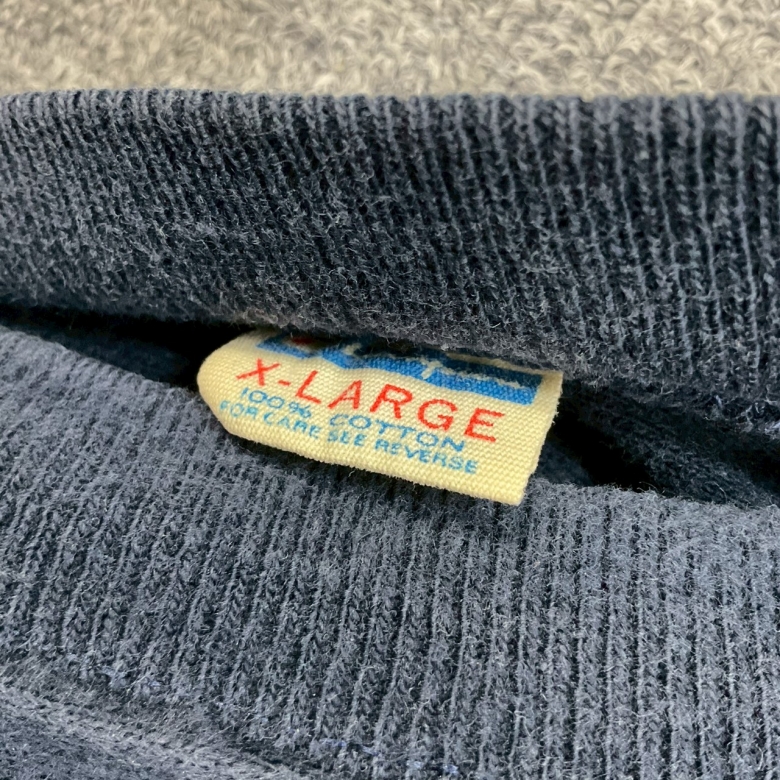 X-LARGE
100% COTTON
FOR CARE SEE REVERSE